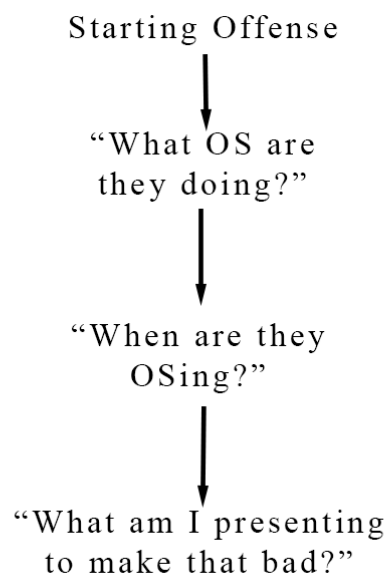 Starting Offense
“What OS are
they doing?”
“When are they
OSing?”
“What am I presenting
to make that bad?”